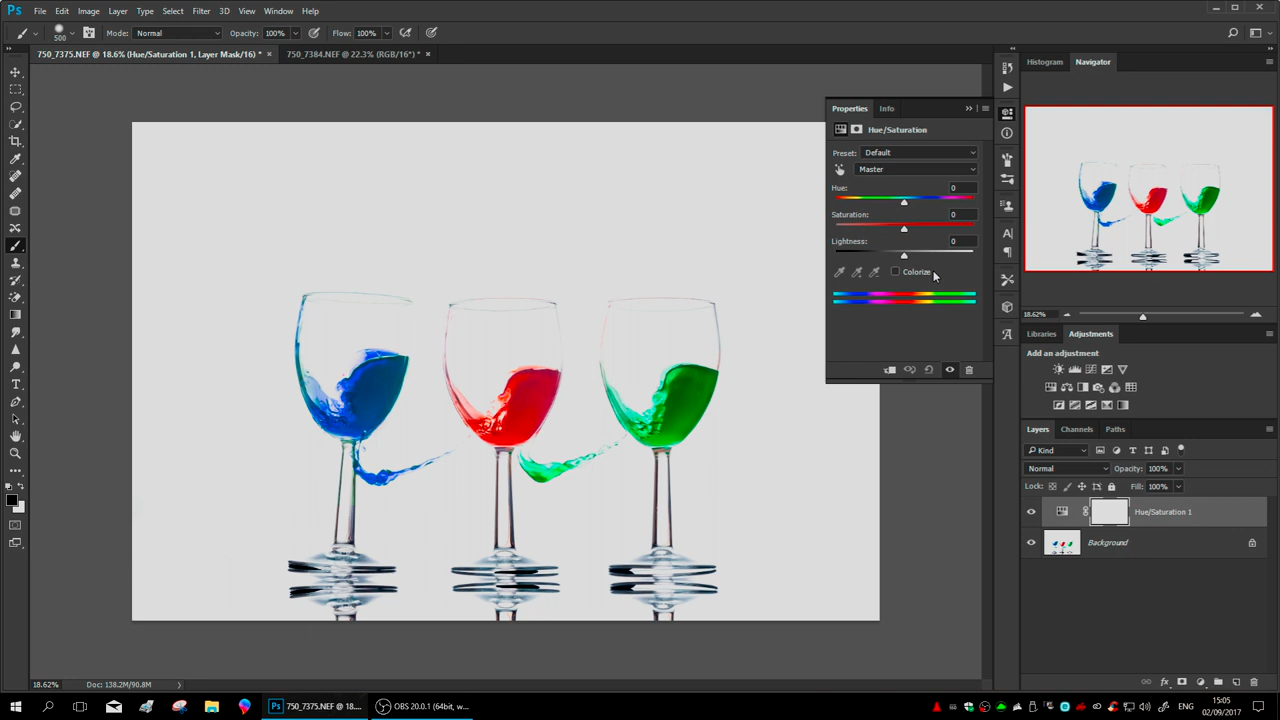 Ps File Edit Image Layer Type Select Filter 3D View Window Help
500 Mode: Normal Opacity: 100% Flow: 100%
750_7375.NEF @ 18.6% (Hue/Saturation 1, Layer Mask/16) * × 750_7384.NEF @ 22.3% (RGB/16*) * ×
Histogram Navigator
Properties Info
Hue/Saturation
Preset: Default
Master
Hue: 0
Saturation: 0
Lightness: 0
Colorize
18.62%
Libraries Adjustments
Add an adjustment
Layers Channels Paths
Kind
Normal Opacity: 100%
Lock: Fill: 100%
Hue/Saturation 1
Background
18.62% Doc: 138.2M/90.8M
Ps 750_7375.NEF @ 18.... OBS 20.0.1 (64bit, w... ENG 15:05
02/09/2017